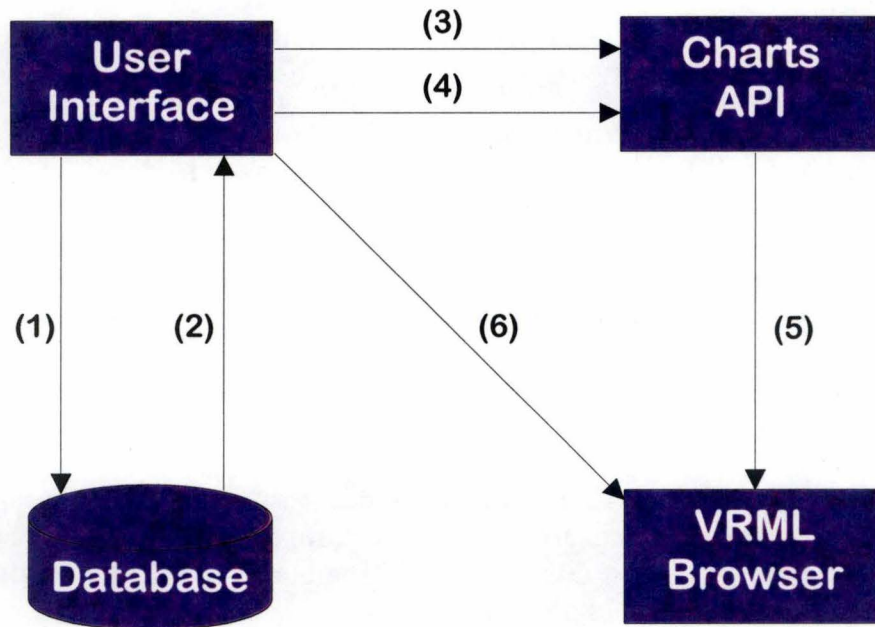 User
Interface
(3)
(4)
Charts
API
(1)
(2)
(6)
(5)
Database
VRML
Browser